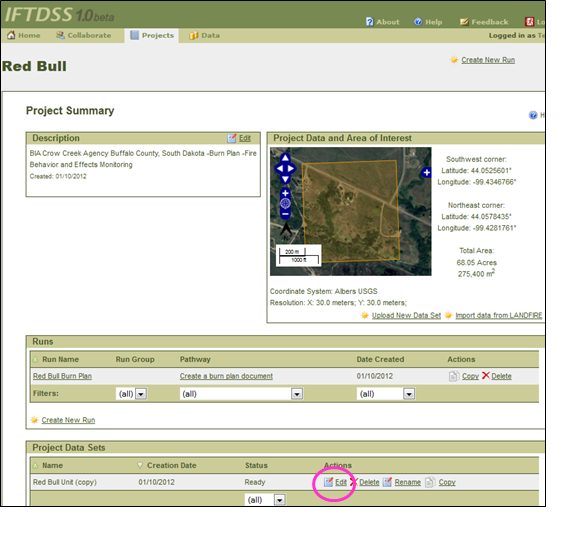 IFTDSS 1.0 beta
About Help Feedback Lo
Home Collaborate Projects Data Logged in as Te
Red Bull
Create New Run
Project Summary
H
Description Edit
BIA Crow Creek Agency Buffalo County, South Dakota -Burn Plan -Fire
Behavior and Effects Monitoring
Created: 01/10/2012
Project Data and Area of Interest
Southwest corner:
Latitude: 44.0525601°
Longitude: -99.4346766°
Northeast corner:
Latitude: 44.0578435°
Longitude: -99.4281761°
Total Area:
68.05 Acres
275,400 m²
200 m
1000 ft
Coordinate System: Albers USGS
Resolution: X: 30.0 meters; Y: 30.0 meters;
Upload New Data Set Import data from LANDFIRE
Runs
Run Name Run Group Pathway Date Created Actions
Red Bull Burn Plan Create a burn plan document 01/10/2012 Copy Delete
Filters: (all) (all) (all)
Create New Run
Project Data Sets
Name Creation Date Status Actions
Red Bull Unit (copy) 01/10/2012 Ready Edit Delete Rename Copy
(all)